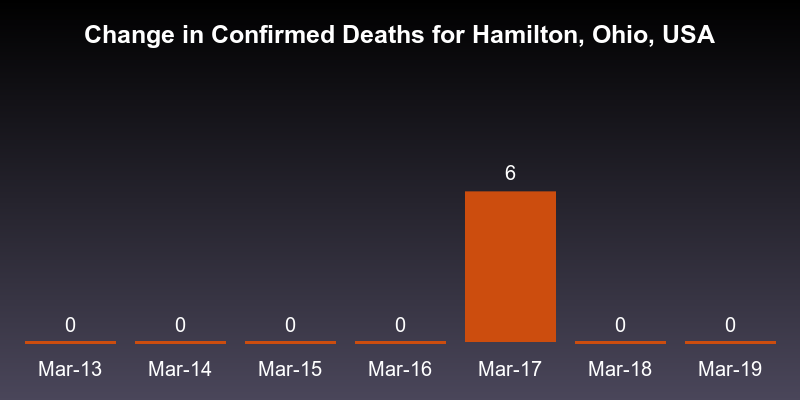 Change in Confirmed Deaths for Hamilton, Ohio, USA
6
0 0 0 0 0 0
Mar-13 Mar-14 Mar-15 Mar-16 Mar-17 Mar-18 Mar-19